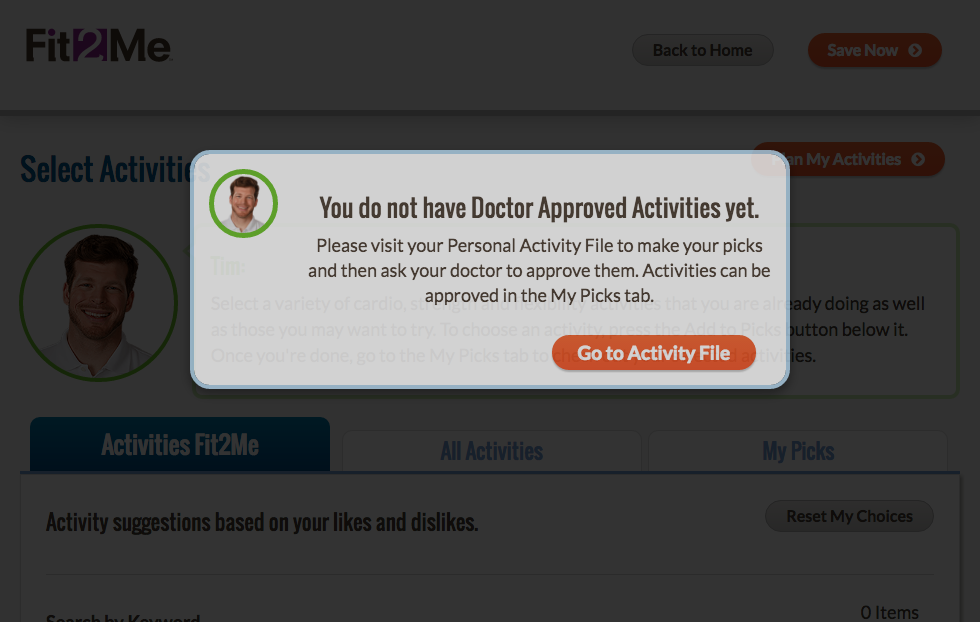 Fit2Me
Back to Home
Save Now
Select Activities
Plan My Activities
You do not have Doctor Approved Activities yet.
Please visit your Personal Activity File to make your picks
and then ask your doctor to approve them. Activities can be
approved in the My Picks tab.
Go to Activity File
Tim:
Select a variety of cardio, strength and flexibility activities that you are already doing as well
as those you may want to try. To choose an activity, press the Add to Picks button below it.
Once you're done, go to the My Picks tab to activities.
Activities Fit2Me
All Activities
My Picks
Activity suggestions based on your likes and dislikes.
Reset My Choices
Search by Keyword
0 Items